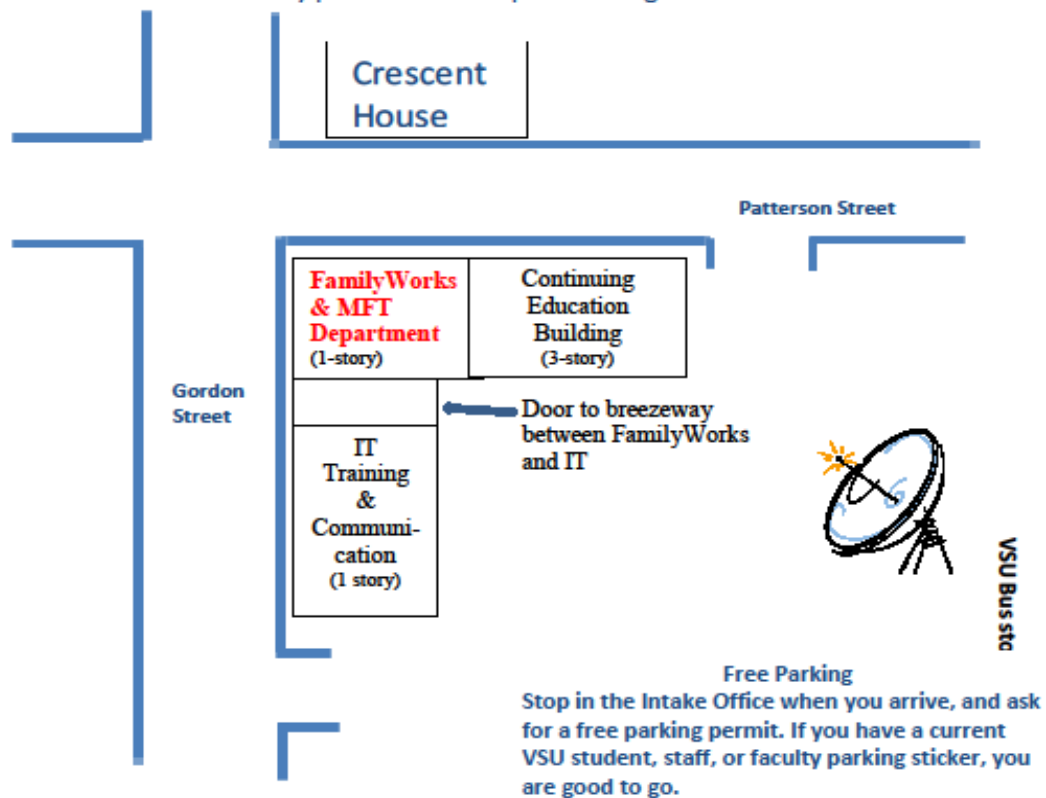 Crescent
House
Patterson Street
FamilyWorks
& MFT
Department
(1-story)
Continuing
Education
Building
(3-story)
Gordon
Street
Door to breezeway
between FamilyWorks
and IT
IT
Training
&
Communi-
cation
(1 story)
VSU Bus sto
Free Parking
Stop in the Intake Office when you arrive, and ask
for a free parking permit. If you have a current
VSU student, staff, or faculty parking sticker, you
are good to go.